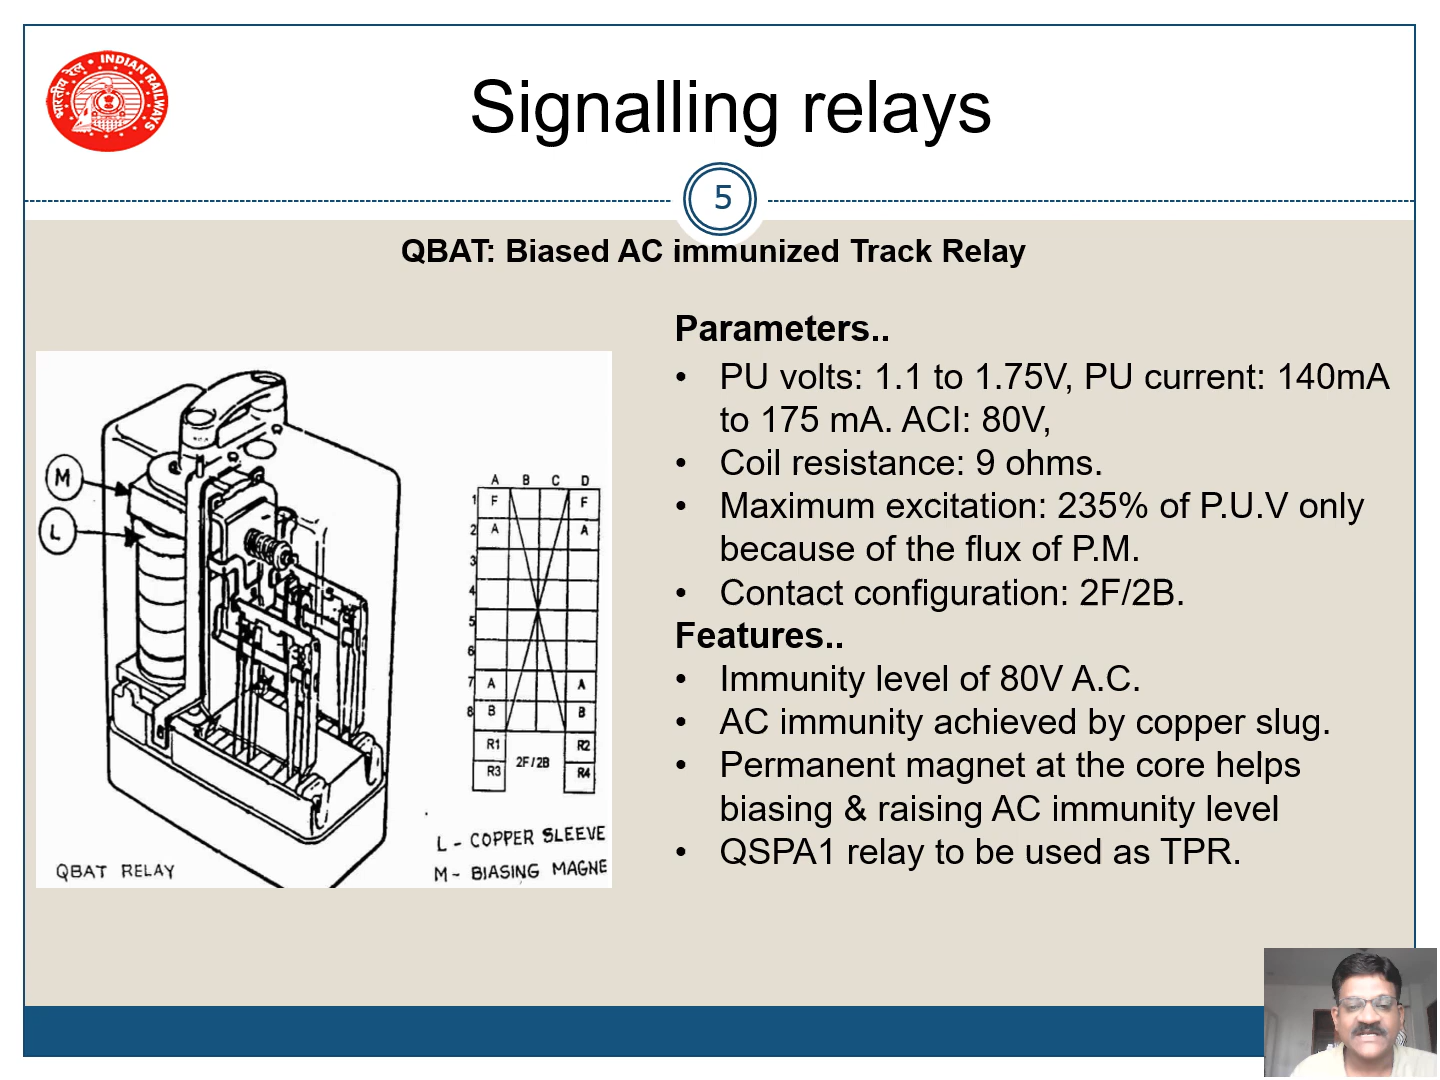 भारतीय रेल
INDIAN RAILWAYS
Signalling relays
5
QBAT: Biased AC immunized Track Relay
M
L
QBAT RELAY
A B C D
1 F F
2 A A
3
4
5
6
7 A A
8 B B
R1 R2
2F/2B
R3 R4
L - COPPER SLEEVE
M - BIASING MAGNE
Parameters..
• PU volts: 1.1 to 1.75V, PU current: 140mA
to 175 mA. ACI: 80V,
• Coil resistance: 9 ohms.
• Maximum excitation: 235% of P.U.V only
because of the flux of P.M.
• Contact configuration: 2F/2B.
Features..
• Immunity level of 80V A.C.
• AC immunity achieved by copper slug.
• Permanent magnet at the core helps
biasing & raising AC immunity level
• QSPA1 relay to be used as TPR.